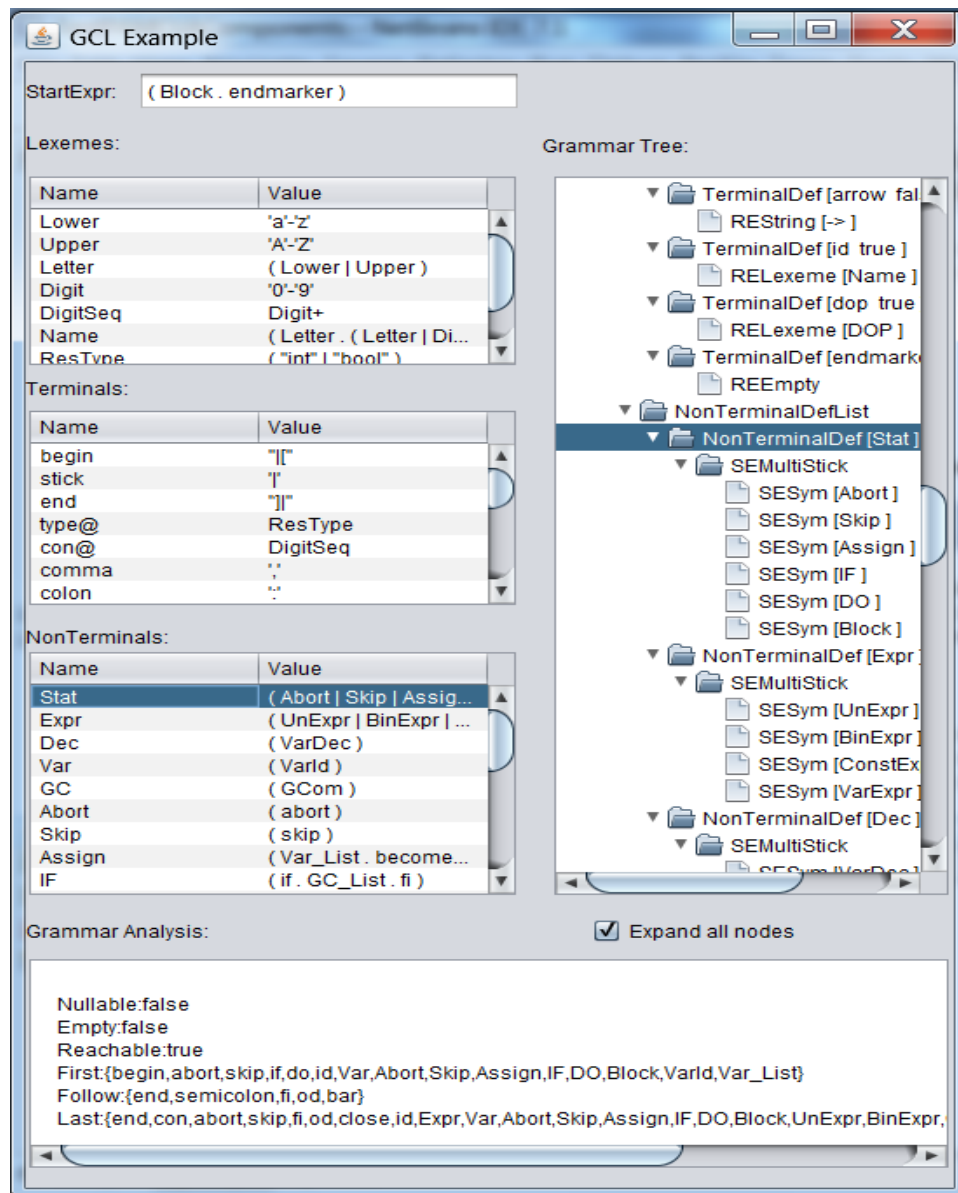 GCL Example
StartExpr: ( Block . endmarker )
Lexemes:
Name Value
Lower 'a'-'z'
Upper 'A'-'Z'
Letter ( Lower | Upper )
Digit '0'-'9'
DigitSeq Digit+
Name ( Letter . ( Letter | Di...
ResType ( "int" | "bool" )
Terminals:
Name Value
begin "|["
stick '|'
end "]|"
type@ ResType
con@ DigitSeq
comma ','
colon ':'
NonTerminals:
Name Value
Stat ( Abort | Skip | Assig...
Expr ( UnExpr | BinExpr | ...
Dec ( VarDec )
Var ( VarId )
GC ( GCom )
Abort ( abort )
Skip ( skip )
Assign ( Var_List . become...
IF ( if . GC_List . fi )
Grammar Tree:
TerminalDef [arrow fal
REString [-> ]
TerminalDef [id true ]
RELexeme [Name ]
TerminalDef [dop true
RELexeme [DOP ]
TerminalDef [endmark
REEmpty
NonTerminalDefList
NonTerminalDef [Stat ]
SEMultiStick
SESym [Abort ]
SESym [Skip ]
SESym [Assign ]
SESym [IF ]
SESym [DO ]
SESym [Block ]
NonTerminalDef [Expr ]
SEMultiStick
SESym [UnExpr ]
SESym [BinExpr ]
SESym [ConstEx
SESym [VarExpr ]
NonTerminalDef [Dec ]
SEMultiStick
SESym [VarDec ]
Grammar Analysis:
Expand all nodes
Nullable:false
Empty:false
Reachable:true
First:{begin,abort,skip,if,do,id,Var,Abort,Skip,Assign,IF,DO,Block,VarId,Var_List}
Follow:{end,semicolon,fi,od,bar}
Last:{end,con,abort,skip,fi,od,close,id,Expr,Var,Abort,Skip,Assign,IF,DO,Block,UnExpr,BinExpr,